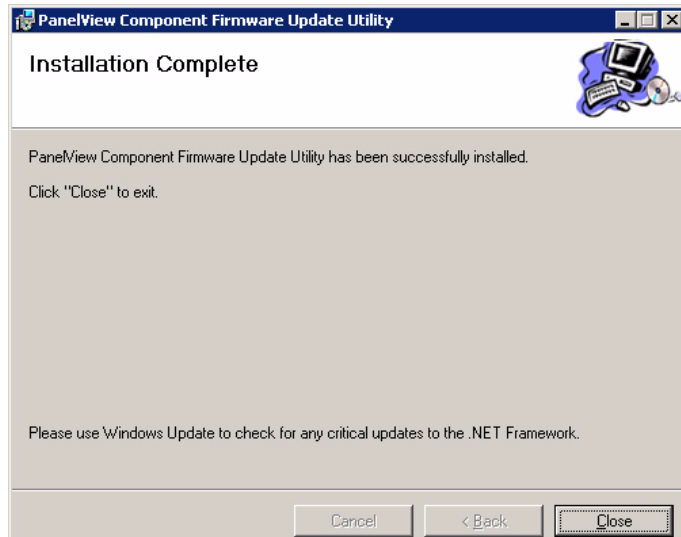 PanelView Component Firmware Update Utility
Installation Complete
PanelView Component Firmware Update Utility has been successfully installed.
Click "Close" to exit.
Please use Windows Update to check for any critical updates to the .NET Framework.
Cancel
< Back
Close